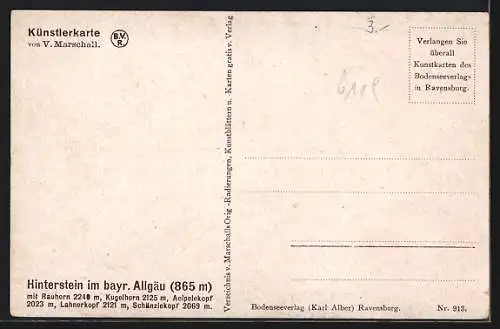 Künstlerkarte
von V. Marschall.
B.V.
R.
3.-
Verlangen Sie
überall
Kunstkarten des
Bodenseeverlags
in Ravensburg.
Verzeichnis v. Marschalls Orig-Radierungen, Kunstblättern u. Karten gratis v. Verlag
Hinterstein im bayr. Allgäu (865 m)
mit Rauhorn 2240 m, Kugelhorn 2125 m, Aelpelekopf
2023 m, Lahnerkopf 2121 m, Schänzlekopf 2069 m.
Bodenseeverlag (Karl Alber) Ravensburg.
Nr. 913.